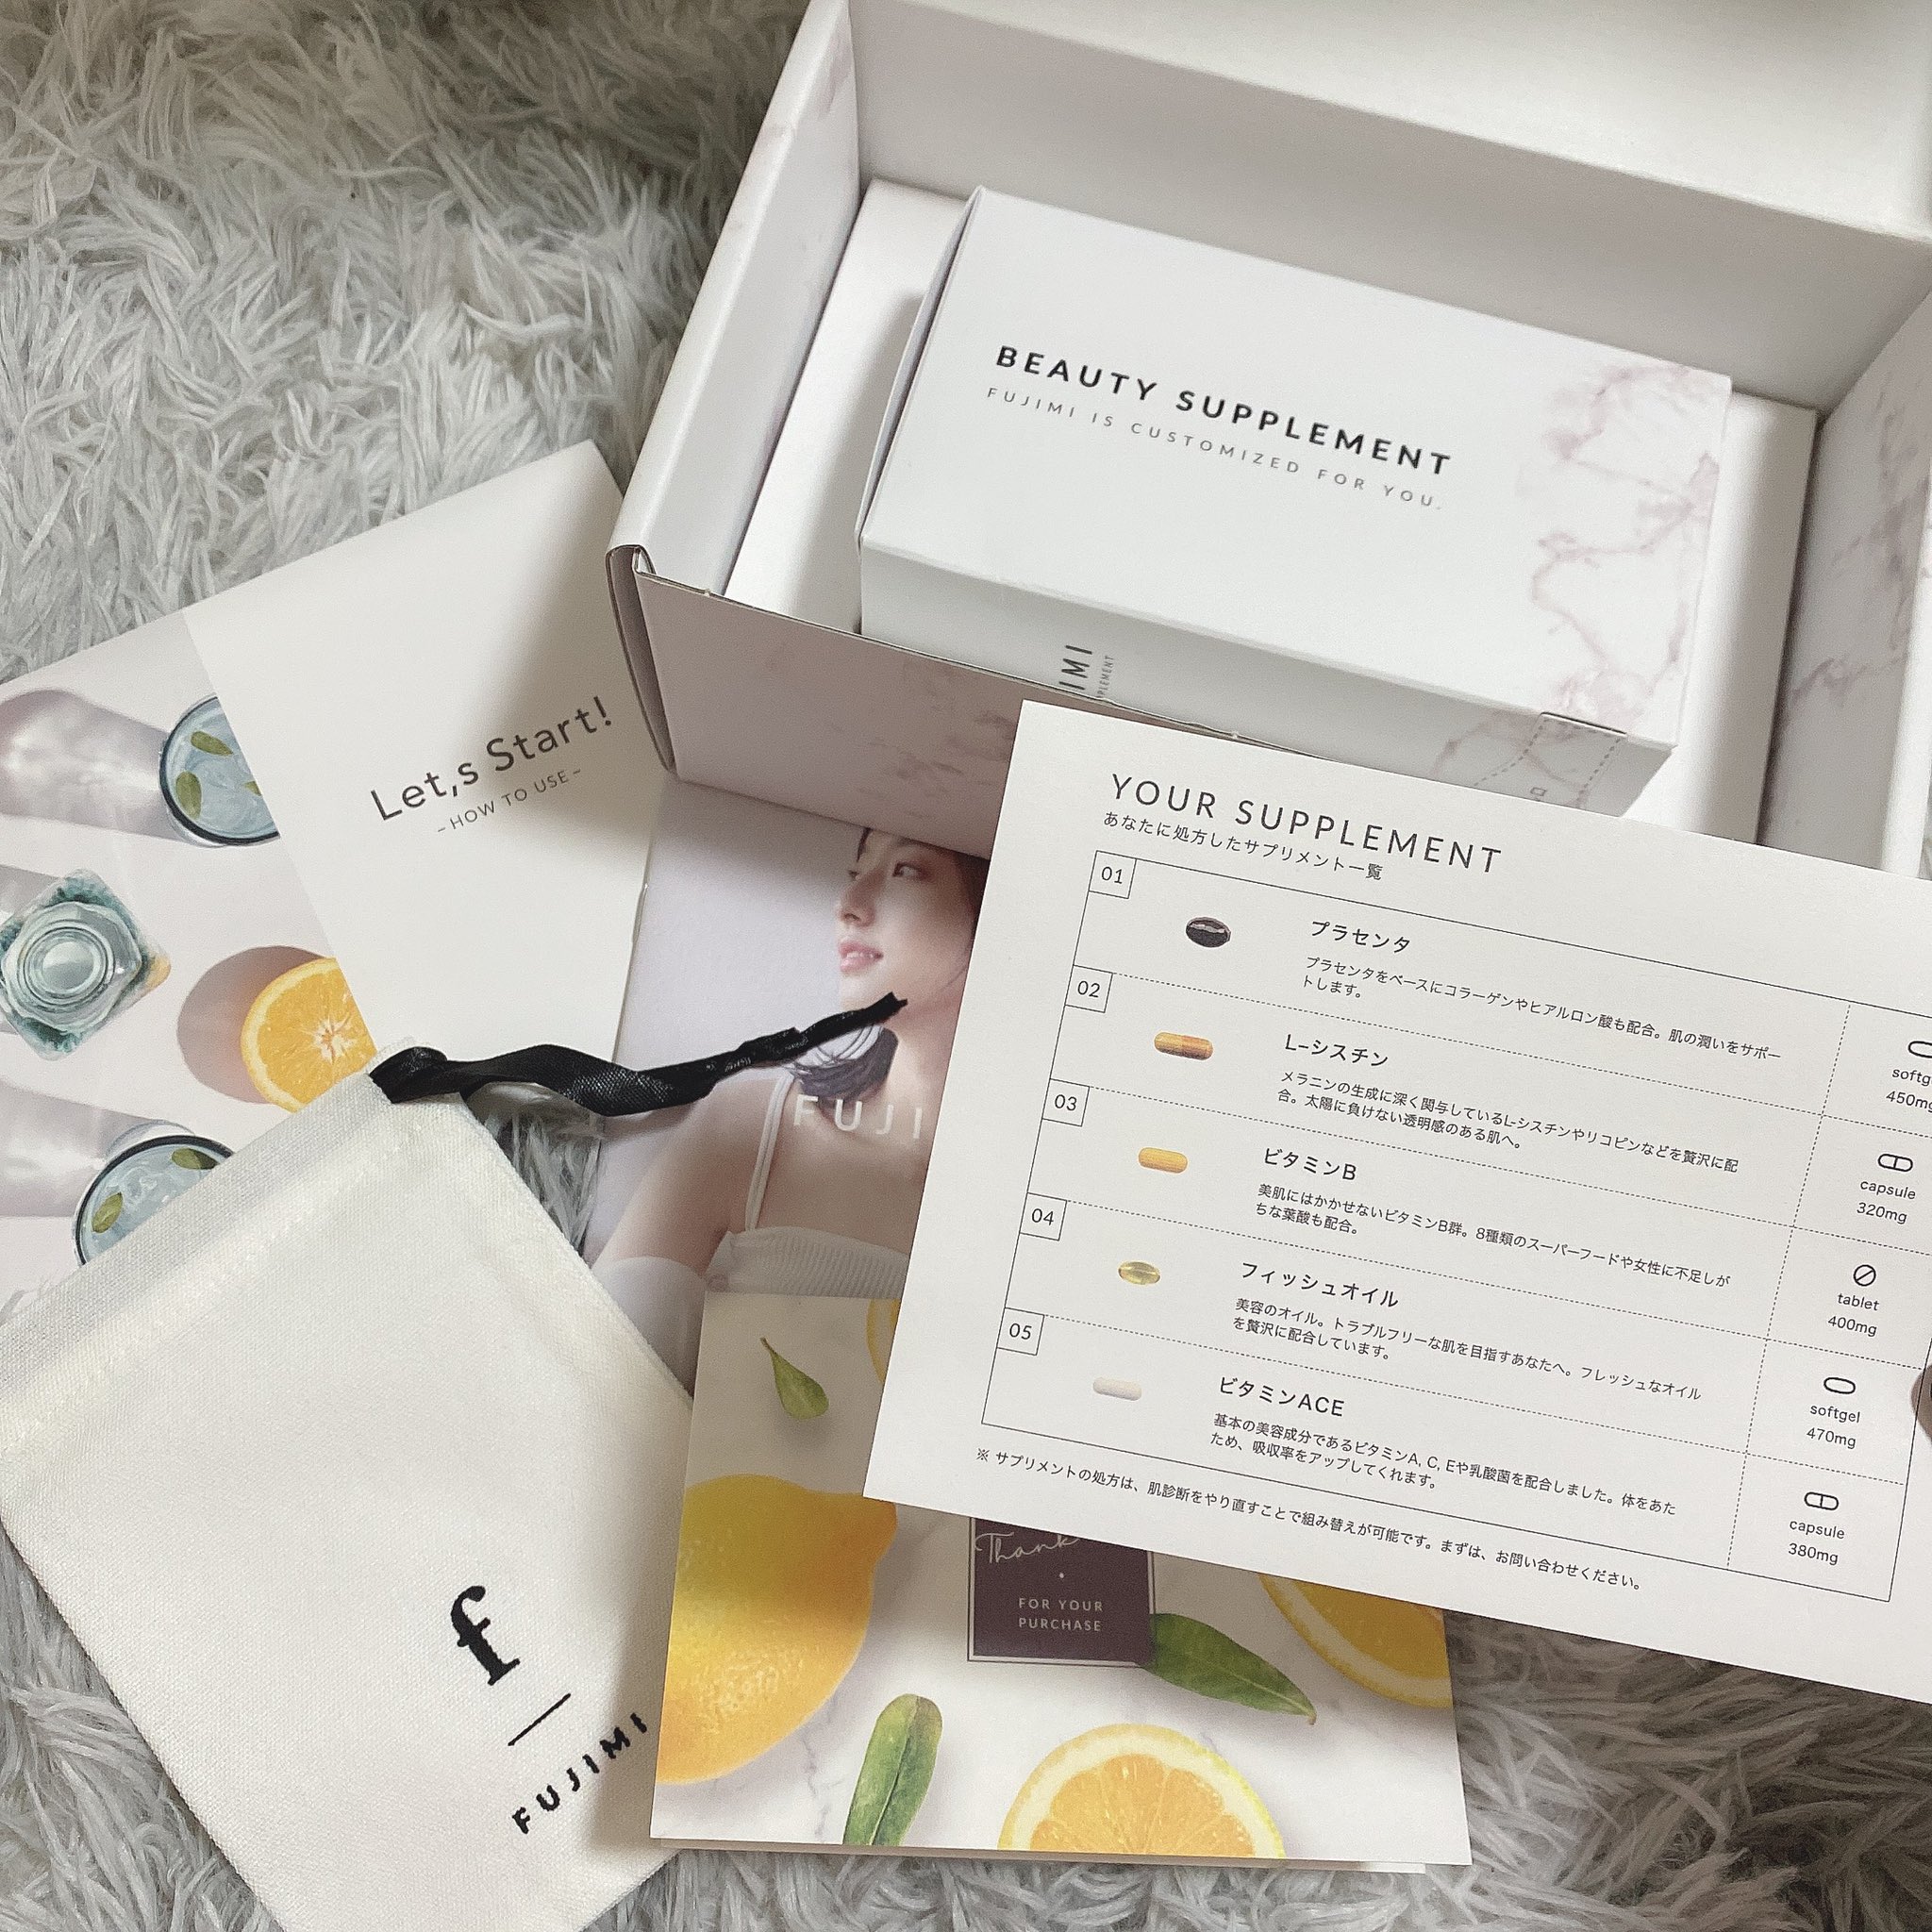 BEAUTY SUPPLEMENT
FUJIMI IS CUSTOMIZED FOR YOU.
IMI
PLEMENT
Let,s Start!
–HOW TO USE–
FUJI
YOUR SUPPLEMENT
あなたに処方したサプリメント一覧
01
プラセンタ
プラセンタをベースにコラーゲンやヒアルロン酸も配合。肌の潤いをサポー
トします。
softg
450mg
02
L–シスチン
メラニンの生成に深く関与しているL–シスチンやリコピンなどを贅沢に配
合。太陽に負けない透明感のある肌へ。
capsule
320mg
03
ビタミンB
美肌にはかかせないビタミンB群。8種類のスーパーフードや女性に不足しが
ちな葉酸も配合。
tablet
400mg
04
フィッシュオイル
美容のオイル。トラブルフリーな肌を目指すあなたへ。フレッシュなオイル
を贅沢に配合しています。
softgel
470mg
05
ビタミンACE
基本の美容成分であるビタミンA, C, Eや乳酸菌を配合しました。体をあた
ため、吸収率をアップしてくれます。
capsule
380mg
※ サプリメントの処方は、肌診断をやり直すことで組み替えが可能です。まずは、お問い合わせください。
Thank
FOR YOUR
PURCHASE
f
FUJIMI